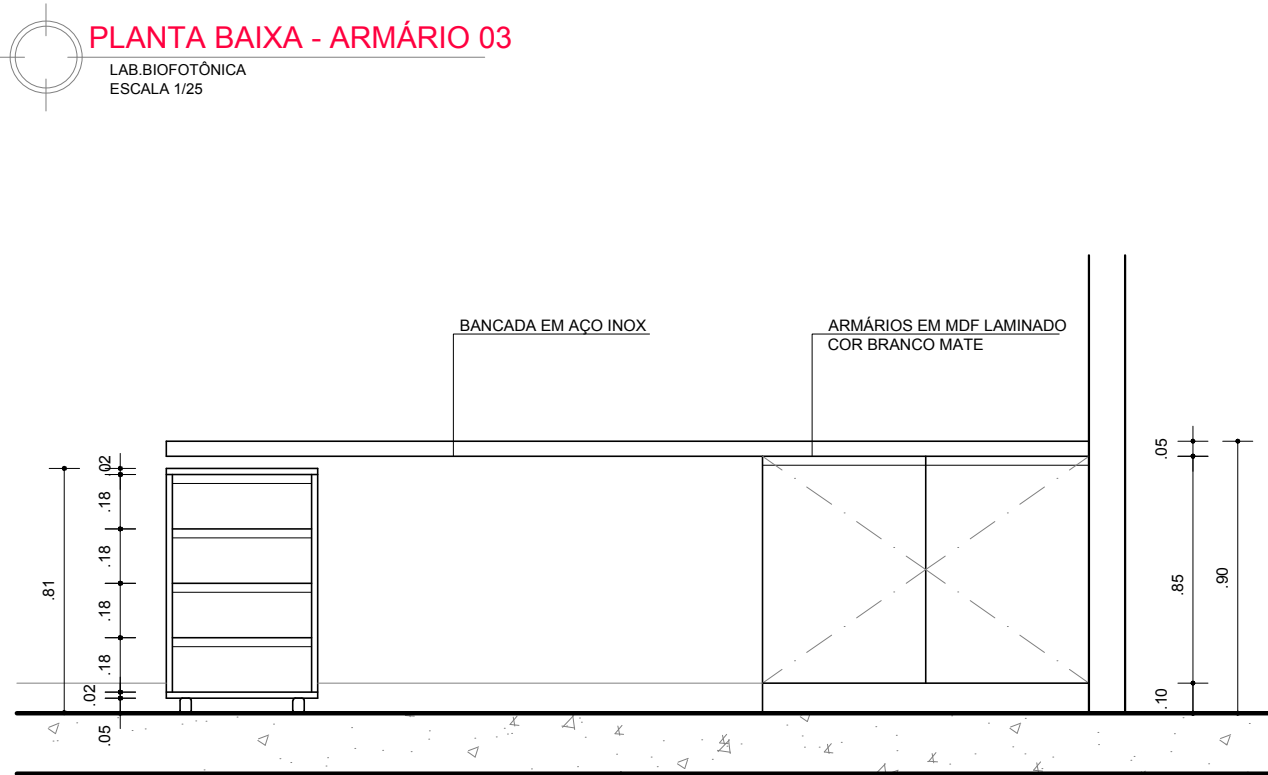 PLANTA BAIXA - ARMÁRIO 03
LAB.BIOFOTÔNICA
ESCALA 1/25
BANCADA EM AÇO INOX
ARMÁRIOS EM MDF LAMINADO
COR BRANCO MATE
.81
.02
.18
.18
.18
.18
.02
.05
.05
.85
.10
.90